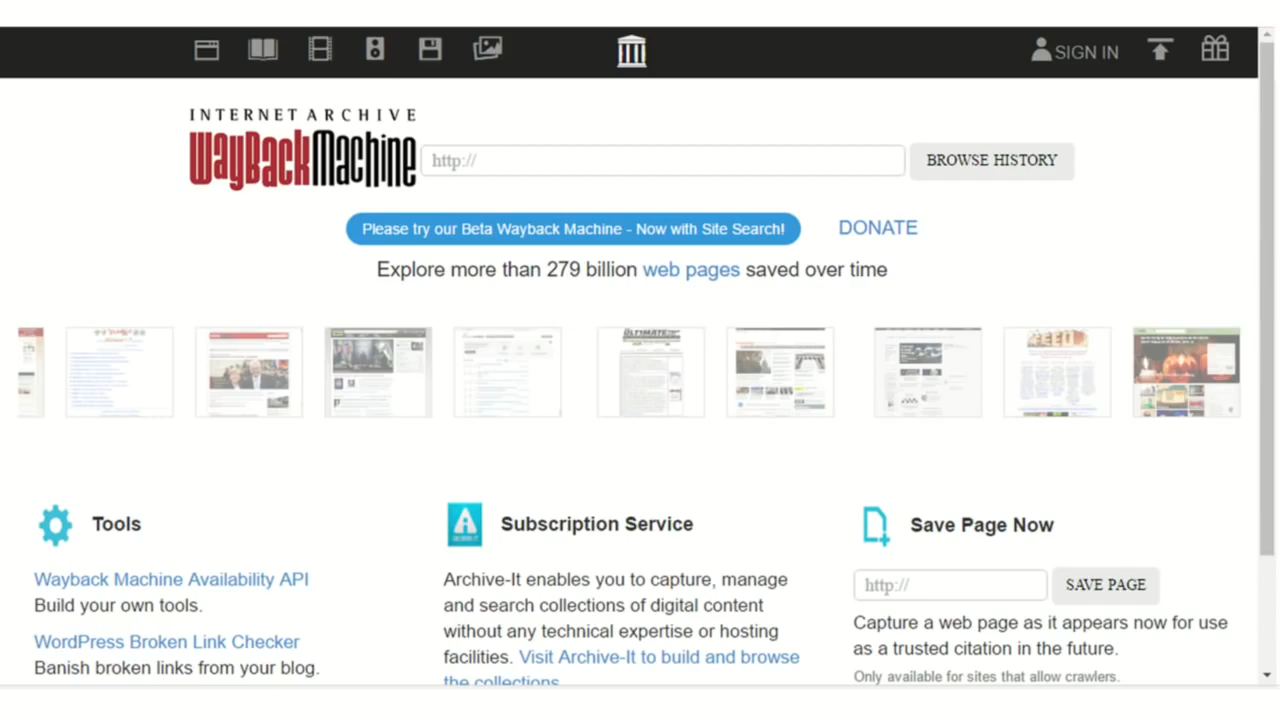 SIGN IN
INTERNET ARCHIVE
WayBackMachine
http://
BROWSE HISTORY
Please try our Beta Wayback Machine - Now with Site Search!
DONATE
Explore more than 279 billion web pages saved over time
Tools
Wayback Machine Availability API
Build your own tools.
WordPress Broken Link Checker
Banish broken links from your blog.
Subscription Service
Archive-It enables you to capture, manage
and search collections of digital content
without any technical expertise or hosting
facilities. Visit Archive-It to build and browse
the collections
Save Page Now
http://
SAVE PAGE
Capture a web page as it appears now for use
as a trusted citation in the future.
Only available for sites that allow crawlers.